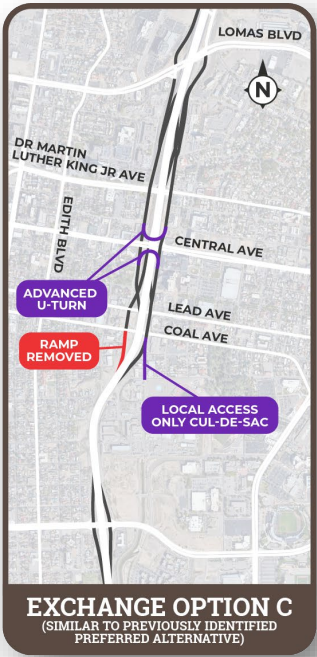 LOMAS BLVD
N
DR MARTIN
LUTHER KING JR AVE
EDITH BLVD
CENTRAL AVE
ADVANCED
U-TURN
LEAD AVE
COAL AVE
RAMP
REMOVED
LOCAL ACCESS
ONLY CUL-DE-SAC
EXCHANGE OPTION C
(SIMILAR TO PREVIOUSLY IDENTIFIED
PREFERRED ALTERNATIVE)